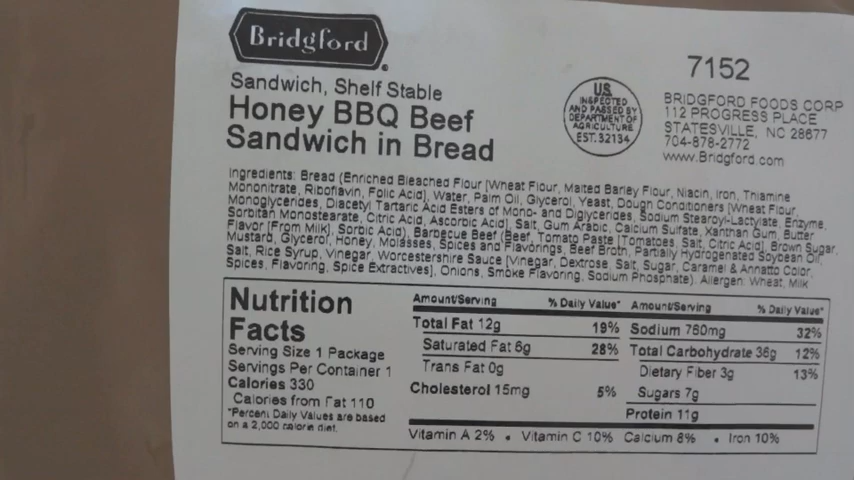 Bridgford
Sandwich, Shelf Stable
Honey BBQ Beef
Sandwich in Bread
U.S.
INSPECTED
AND PASSED BY
DEPARTMENT OF
AGRICULTURE
EST. 32134
7152
BRIDGFORD FOODS CORP
112 PROGRESS PLACE
STATESVILLE, NC 28677
704-878-2772
www.Bridgford.com
Ingredients: Bread (Enriched Bleached Flour [Wheat Flour, Malted Barley Flour, Niacin, Iron, Thiamine
Mononitrate, Riboflavin, Folic Acid], Water, Palm Oil, Glycerol, Yeast, Dough Conditioners [Wheat Flour,
Monoglycerides, Diacetyl Tartaric Acid Esters of Mono- and Diglycerides, Sodium Stearoyl-Lactylate, Enzyme,
Sorbitan Monostearate, Citric Acid, Ascorbic Acid], Salt, Gum Arabic, Calcium Sulfate, Xanthan Gum, Butter
Flavor [From Milk], Sorbic Acid), Barbecue Beef (Beef, Tomato Paste [Tomatoes, Salt, Citric Acid], Brown Sugar,
Mustard, Glycerol, Honey, Molasses, Spices and Flavorings, Beef Broth, Partially Hydrogenated Soybean Oil,
Salt, Rice Syrup, Vinegar, Worcestershire Sauce [Vinegar, Dextrose, Salt, Sugar, Caramel & Annatto Color,
Spices, Flavoring, Spice Extractives], Onions, Smoke Flavoring, Sodium Phosphate). Allergen: Wheat, Milk
Nutrition
Facts
Serving Size 1 Package
Servings Per Container 1
Calories 330
Calories from Fat 110
*Percent Daily Values are based
on a 2,000 calorie diet.
Amount/Serving % Daily Value* Amount/Serving % Daily Value*
Total Fat 12g 19% Sodium 760mg 32%
Saturated Fat 6g 28% Total Carbohydrate 36g 12%
Trans Fat 0g Dietary Fiber 3g 13%
Cholesterol 15mg 5% Sugars 7g
Protein 11g
Vitamin A 2% • Vitamin C 10% Calcium 8% • Iron 10%